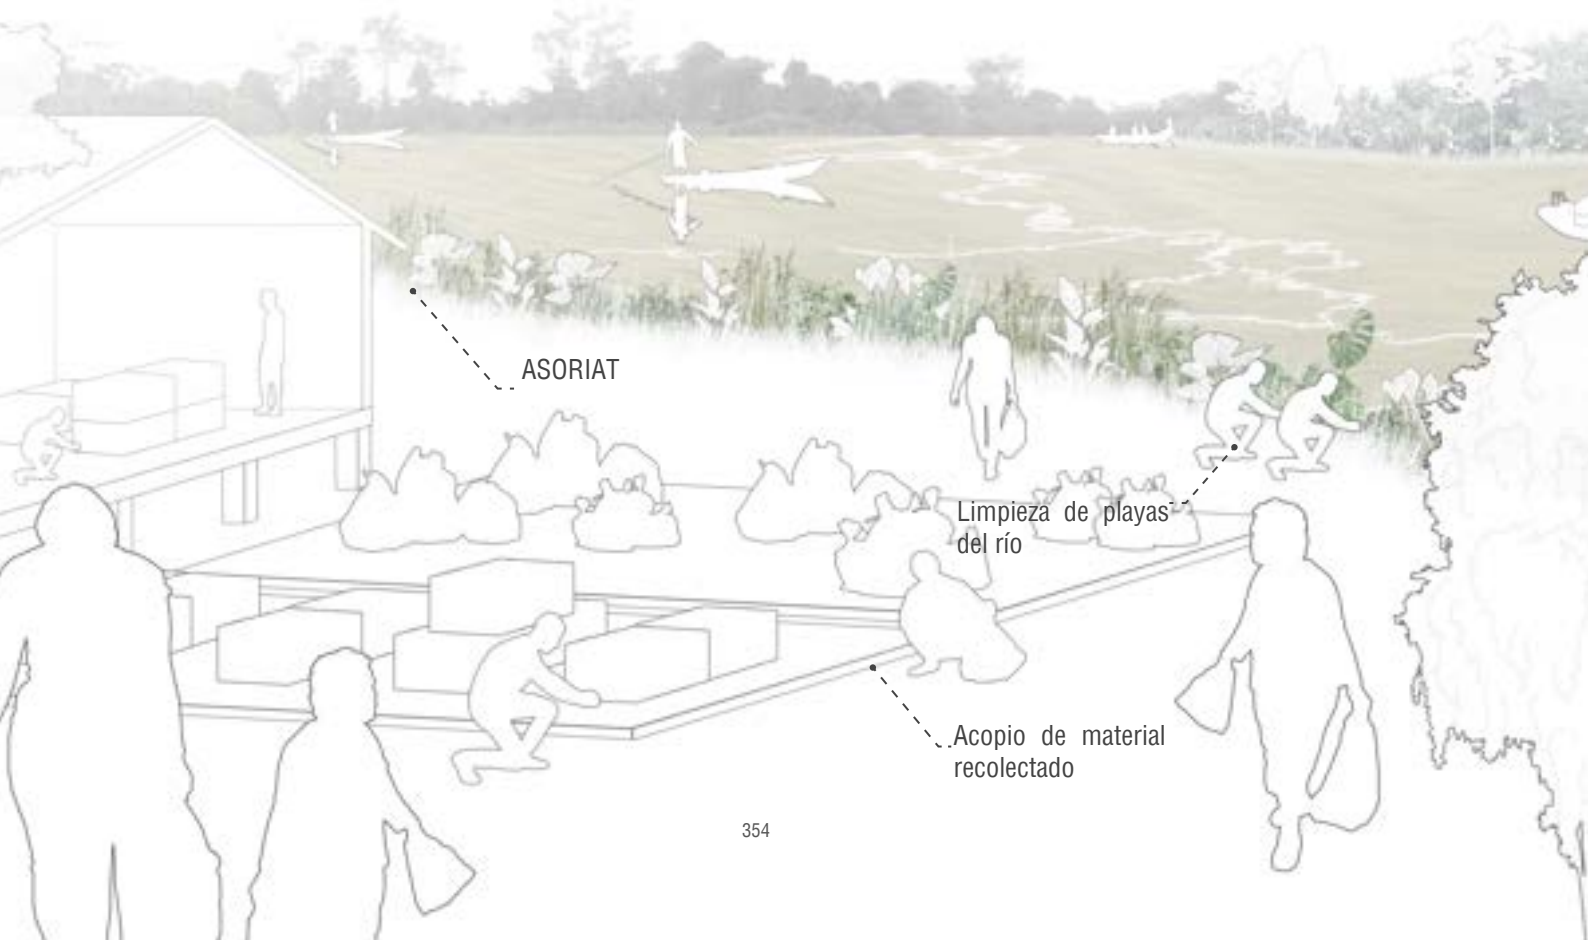 ASORIAT
Limpieza de playas
del río
Acopio de material
recolectado
354